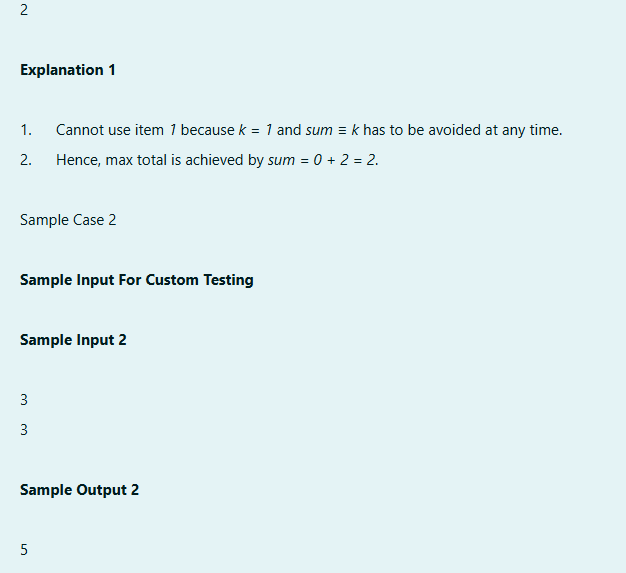 2
Explanation 1
1. Cannot use item 1 because k = 1 and sum ≡ k has to be avoided at any time.
2. Hence, max total is achieved by sum = 0 + 2 = 2.
Sample Case 2
Sample Input For Custom Testing
Sample Input 2
3
3
Sample Output 2
5